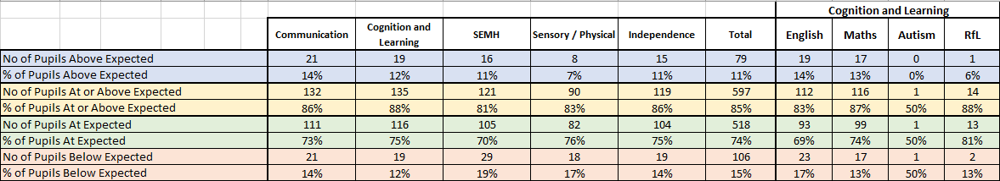 Cognition and Learning
Communication Cognition and Learning SEMH Sensory / Physical Independence Total English Maths Autism RfL
No of Pupils Above Expected 21 19 16 8 15 79 19 17 0 1
% of Pupils Above Expected 14% 12% 11% 7% 11% 11% 14% 13% 0% 6%
No of Pupils At or Above Expected 132 135 121 90 119 597 112 116 1 14
% of Pupils At or Above Expected 86% 88% 81% 83% 86% 85% 83% 87% 50% 88%
No of Pupils At Expected 111 116 105 82 104 518 93 99 1 13
% of Pupils At Expected 73% 75% 70% 76% 75% 74% 69% 74% 50% 81%
No of Pupils Below Expected 21 19 29 18 19 106 23 17 1 2
% of Pupils Below Expected 14% 12% 19% 17% 14% 15% 17% 13% 50% 13%